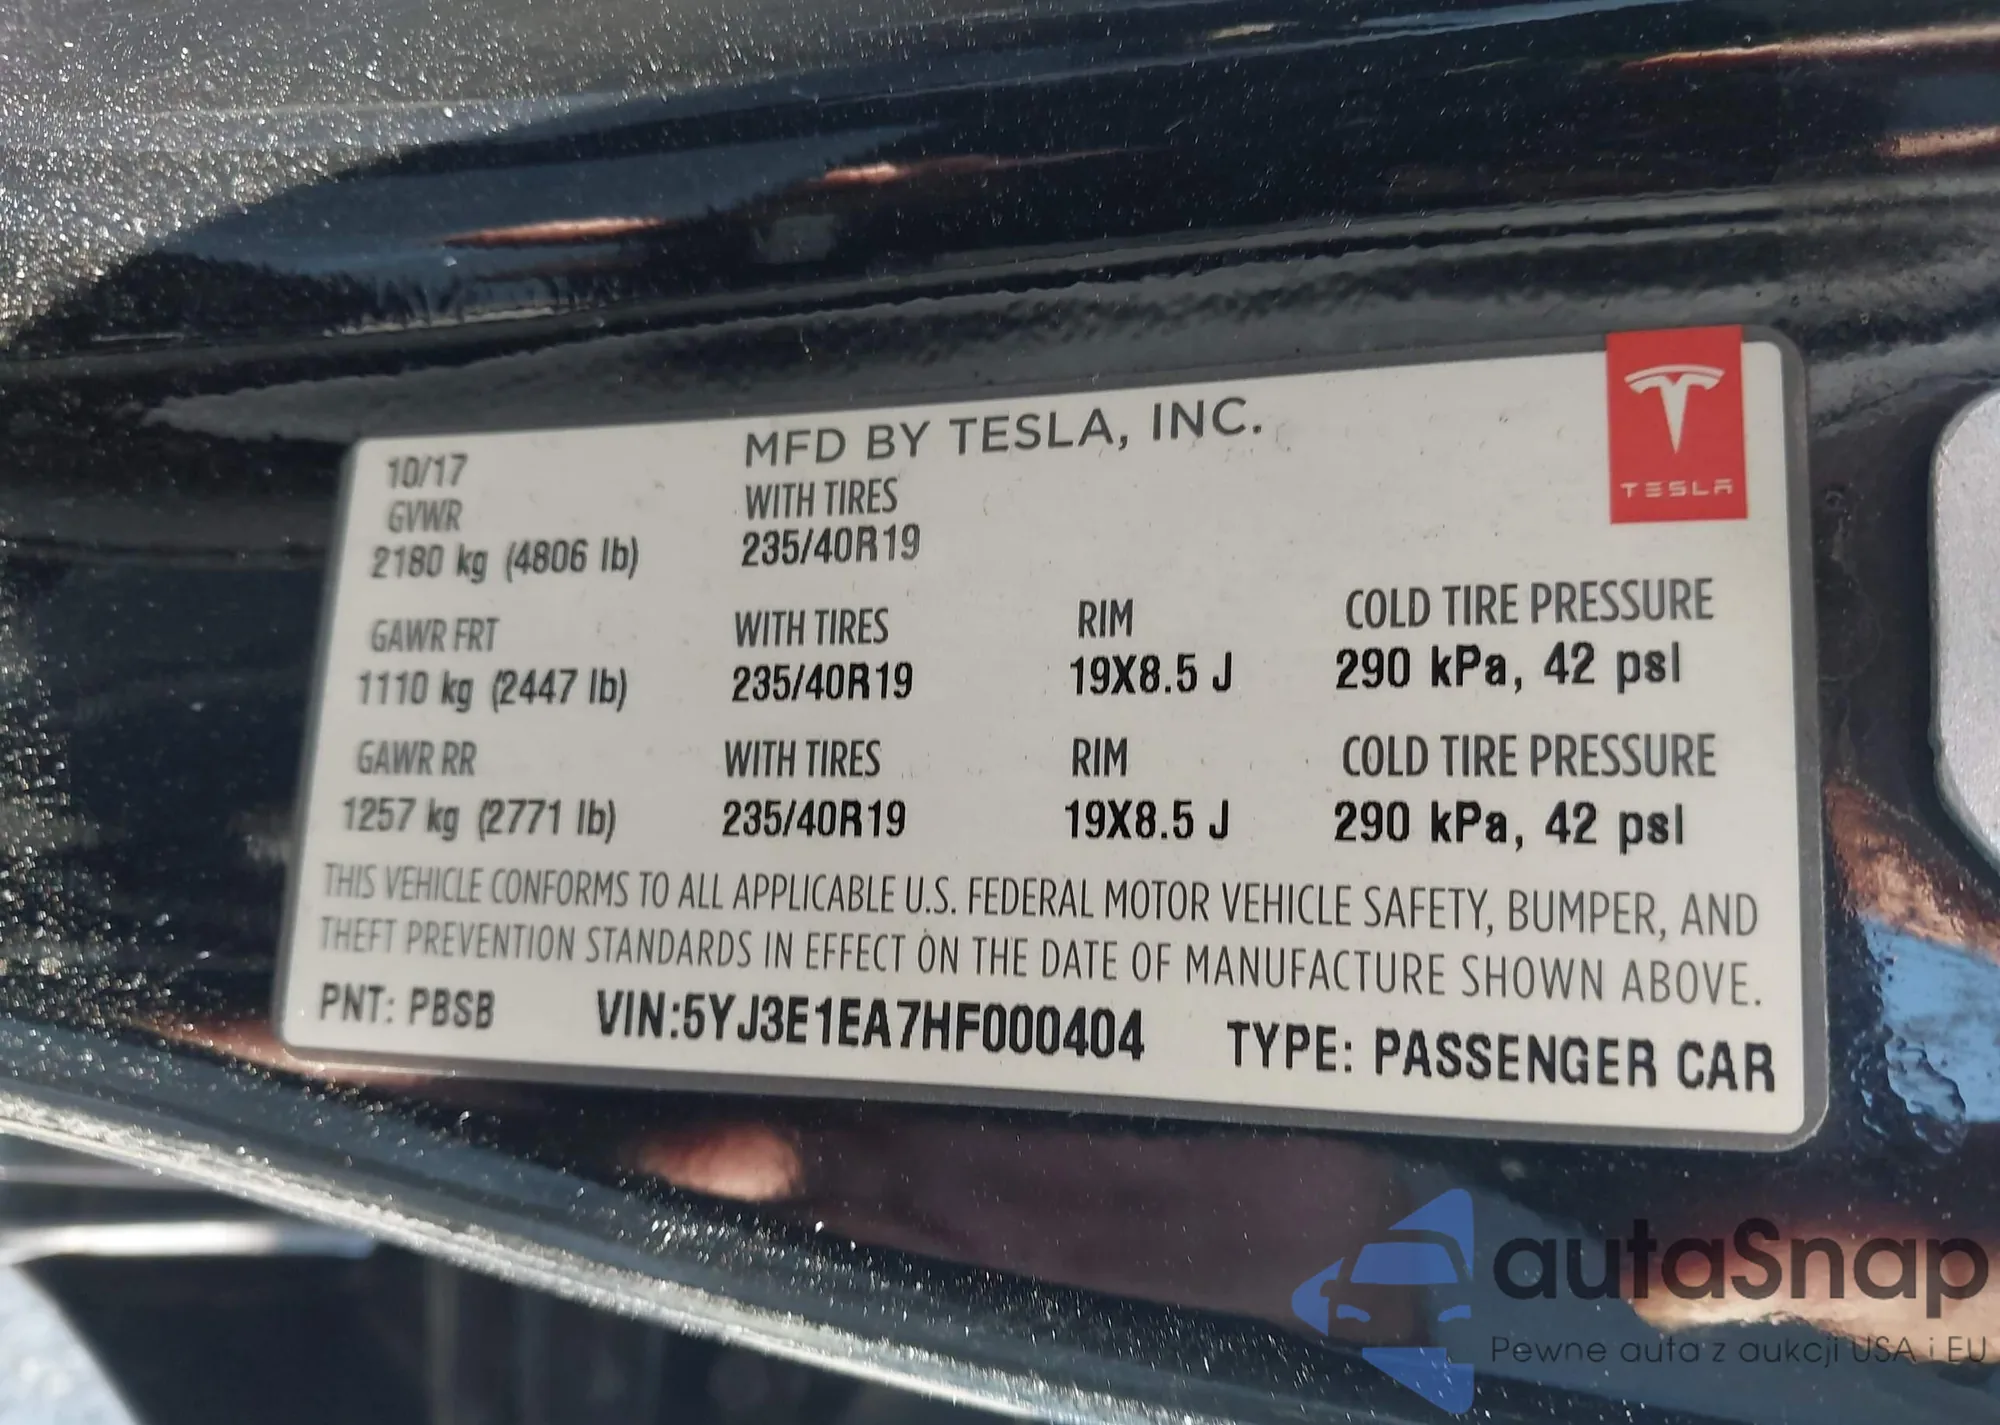 TESLA
MFD BY TESLA, INC.
10/17
GVWR WITH TIRES
2180 kg (4806 lb) 235/40R19
GAWR FRT WITH TIRES RIM COLD TIRE PRESSURE
1110 kg (2447 lb) 235/40R19 19X8.5 J 290 kPa, 42 psi
GAWR RR WITH TIRES RIM COLD TIRE PRESSURE
1257 kg (2771 lb) 235/40R19 19X8.5 J 290 kPa, 42 psi
THIS VEHICLE CONFORMS TO ALL APPLICABLE U.S. FEDERAL MOTOR VEHICLE SAFETY, BUMPER, AND
THEFT PREVENTION STANDARDS IN EFFECT ON THE DATE OF MANUFACTURE SHOWN ABOVE.
PNT: PBSB VIN:5YJ3E1EA7HF000404 TYPE: PASSENGER CAR
autaSnap
Pewne auta z aukcji USA i EU